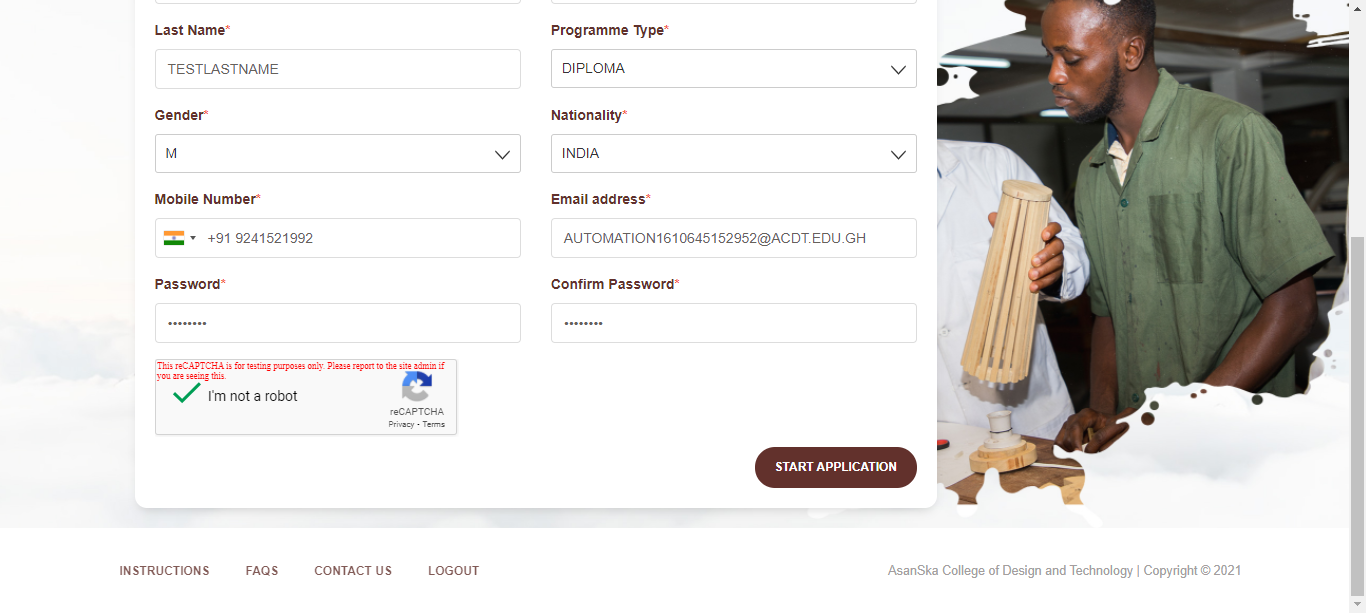 Last Name*
Programme Type*
TESTLASTNAME
DIPLOMA
Gender*
Nationality*
M
INDIA
Mobile Number*
Email address*
+91 9241521992
AUTOMATION1610645152952@ACDT.EDU.GH
Password*
Confirm Password*
••••••••
••••••••
This reCAPTCHA is for testing purposes only. Please report to the site admin if
you are seeing this.
I'm not a robot
reCAPTCHA
Privacy - Terms
START APPLICATION
INSTRUCTIONS
FAQS
CONTACT US
LOGOUT
AsanSka College of Design and Technology | Copyright © 2021